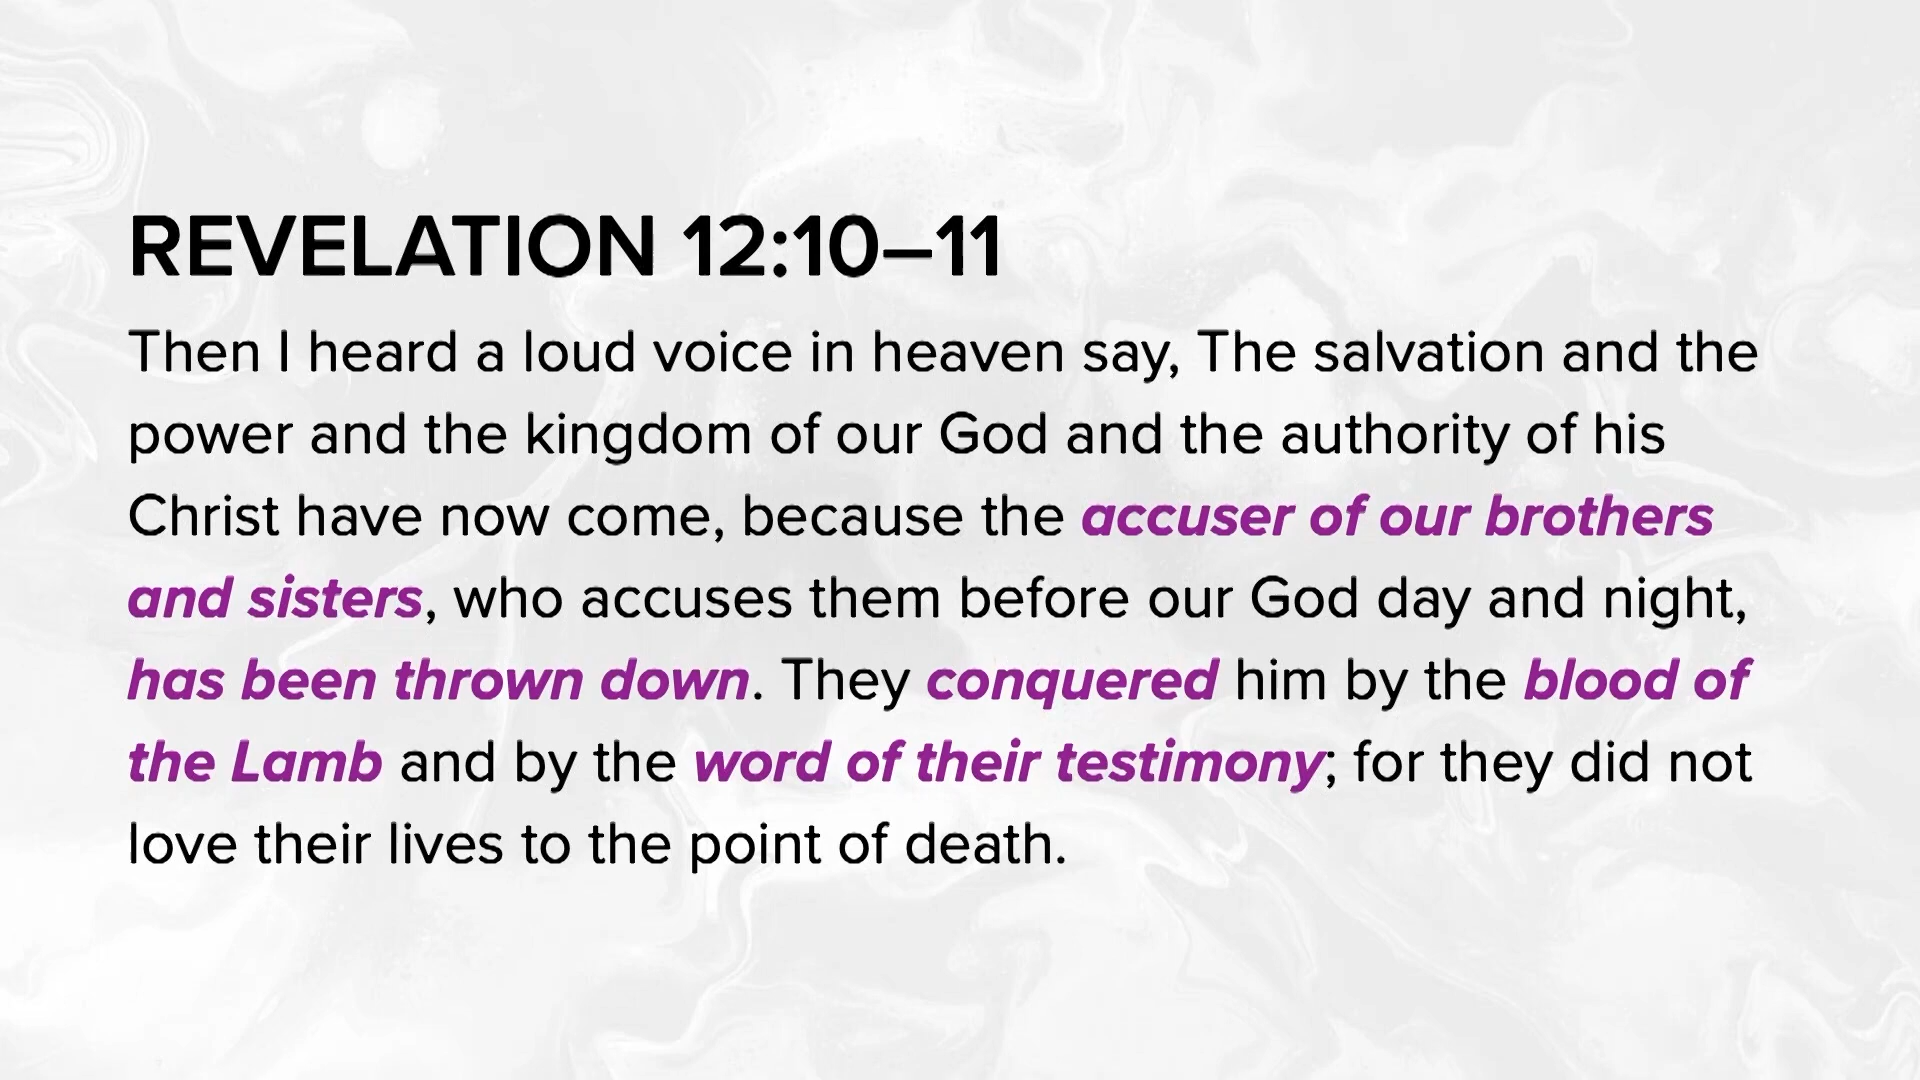 REVELATION 12:10–11
Then I heard a loud voice in heaven say, The salvation and the
power and the kingdom of our God and the authority of his
Christ have now come, because the accuser of our brothers
and sisters, who accuses them before our God day and night,
has been thrown down. They conquered him by the blood of
the Lamb and by the word of their testimony; for they did not
love their lives to the point of death.